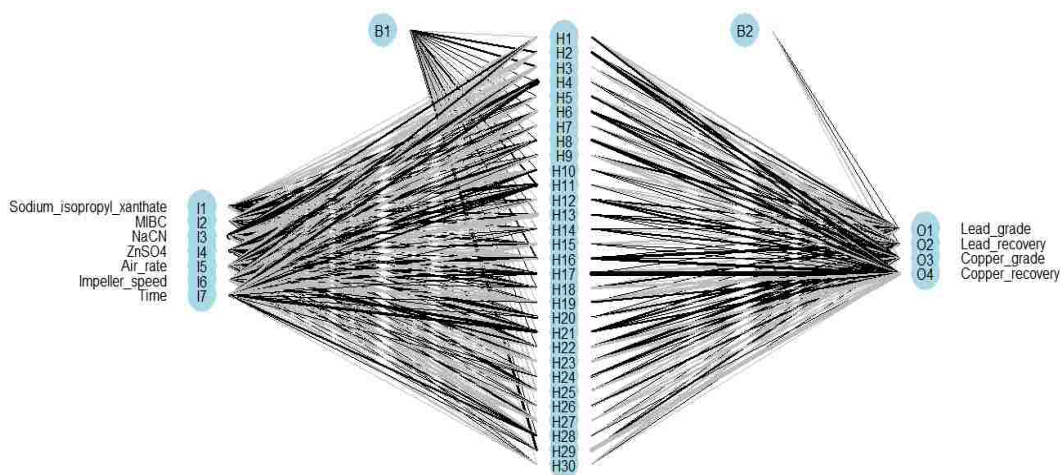 B1
B2
H1
H2
H3
H4
H5
H6
H7
H8
H9
H10
H11
H12
H13
H14
H15
H16
H17
H18
H19
H20
H21
H22
H23
H24
H25
H26
H27
H28
H29
H30
Sodium_isopropyl_xanthate I1
MIBC I2
NaCN I3
ZnSO4 I4
Air_rate I5
Impeller_speed I6
Time I7
O1 Lead_grade
O2 Lead_recovery
O3 Copper_grade
O4 Copper_recovery